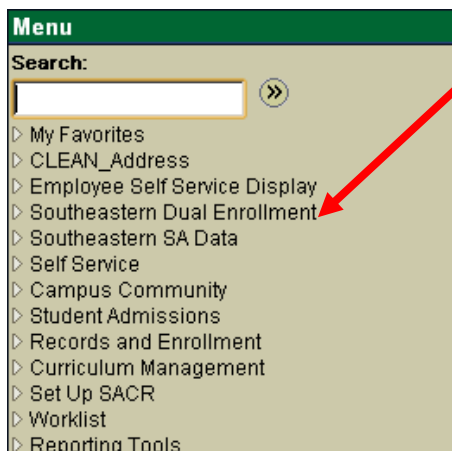 Menu
Search:
My Favorites
CLEAN_Address
Employee Self Service Display
Southeastern Dual Enrollment
Southeastern SA Data
Self Service
Campus Community
Student Admissions
Records and Enrollment
Curriculum Management
Set Up SACR
Worklist
Reporting Tools